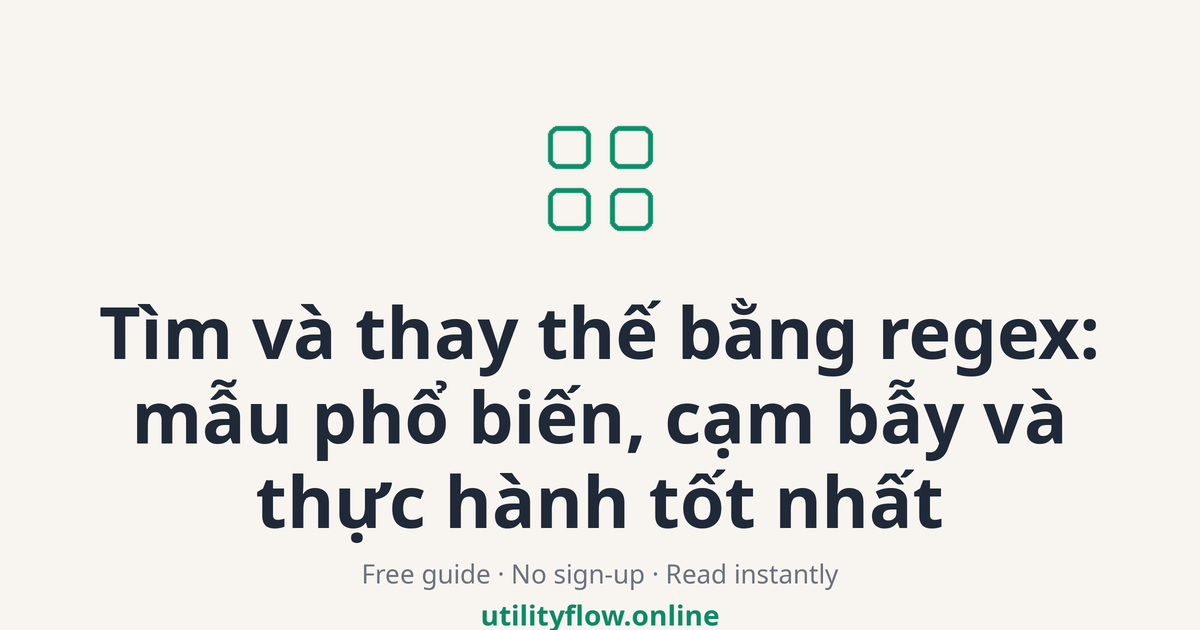 Tìm và thay thế bằng regex:
mẫu phổ biến, cạm bẫy và
thực hành tốt nhất
Free guide · No sign-up · Read instantly
utilityflow.online